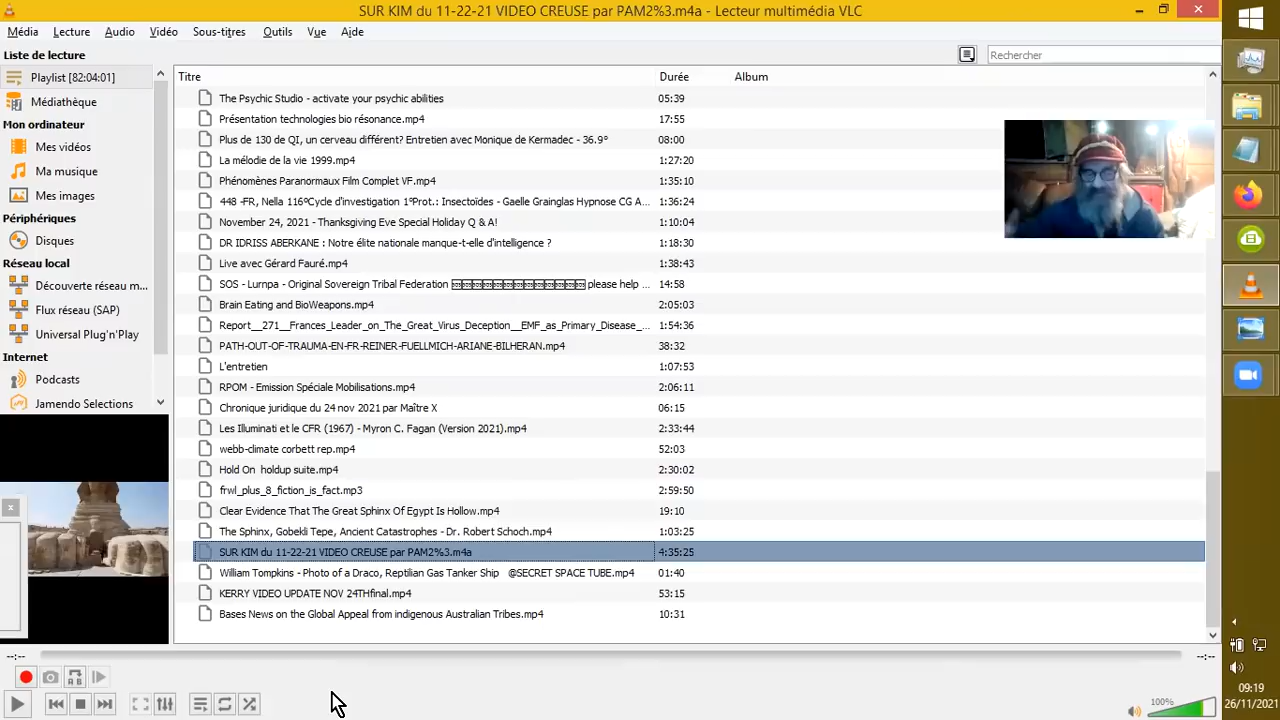 SUR KIM du 11-22-21 VIDEO CREUSE par PAM2%3.m4a - Lecteur multimédia VLC
Média Lecture Audio Vidéo Sous-titres Outils Vue Aide
Liste de lecture
Rechercher
Playlist [82:04:01]
Médiathèque
Mon ordinateur
Mes vidéos
Ma musique
Mes images
Périphériques
Disques
Réseau local
Découverte réseau m...
Flux réseau (SAP)
Universal Plug'n'Play
Internet
Podcasts
Jamendo Selections
Titre Durée Album
The Psychic Studio - activate your psychic abilities 05:39
Présentation technologies bio résonance.mp4 17:55
Plus de 130 de QI, un cerveau différent? Entretien avec Monique de Kermadec - 36.9° 08:00
La mélodie de la vie 1999.mp4 1:27:20
Phénomènes Paranormaux Film Complet VF.mp4 1:35:10
448 -FR, Nella 116°Cycle d'investigation 1°Prot.: Insectoïdes - Gaelle Grainglas Hypnose CG A... 1:36:24
November 24, 2021 - Thanksgiving Eve Special Holiday Q & A! 1:10:04
DR IDRISS ABERKANE : Notre élite nationale manque-t-elle d'intelligence ? 1:18:30
Live avec Gérard Fauré.mp4 1:38:43
SOS - Lurnpa - Original Sovereign Tribal Federation please help ... 14:58
Brain Eating and BioWeapons.mp4 2:05:03
Report__271__Frances_Leader_on_The_Great_Virus_Deception__EMF_as_Primary_Disease_... 1:54:36
PATH-OUT-OF-TRAUMA-EN-FR-REINER-FUELLMICH-ARIANE-BILHERAN.mp4 38:32
L'entretien 1:07:53
RPOM - Emission Spéciale Mobilisations.mp4 2:06:11
Chronique juridique du 24 nov 2021 par Maître X 06:15
Les Illuminati et le CFR (1967) - Myron C. Fagan (Version 2021).mp4 2:33:44
webb-climate corbett rep.mp4 52:03
Hold On holdup suite.mp4 2:30:02
frwl_plus_8_fiction_is_fact.mp3 2:59:50
Clear Evidence That The Great Sphinx Of Egypt Is Hollow.mp4 19:10
The Sphinx, Gobekli Tepe, Ancient Catastrophes - Dr. Robert Schoch.mp4 1:03:25
SUR KIM du 11-22-21 VIDEO CREUSE par PAM2%3.m4a 4:35:25
William Tompkins - Photo of a Draco, Reptilian Gas Tanker Ship @SECRET SPACE TUBE.mp4 01:40
KERRY VIDEO UPDATE NOV 24THfinal.mp4 53:15
Bases News on the Global Appeal from indigenous Australian Tribes.mp4 10:31
--:-- --:--
A B
100%
09:19
26/11/2021